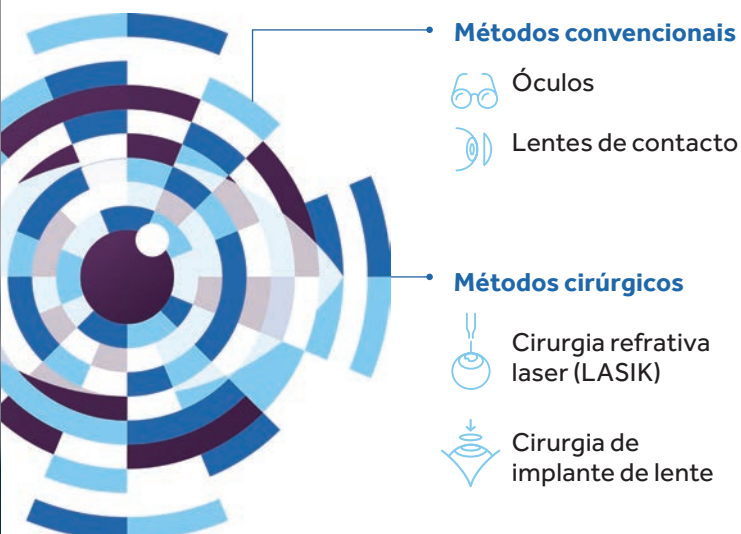 Métodos convencionais
Óculos
Lentes de contacto
Métodos cirúrgicos
Cirurgia refrativa
laser (LASIK)
Cirurgia de
implante de lente